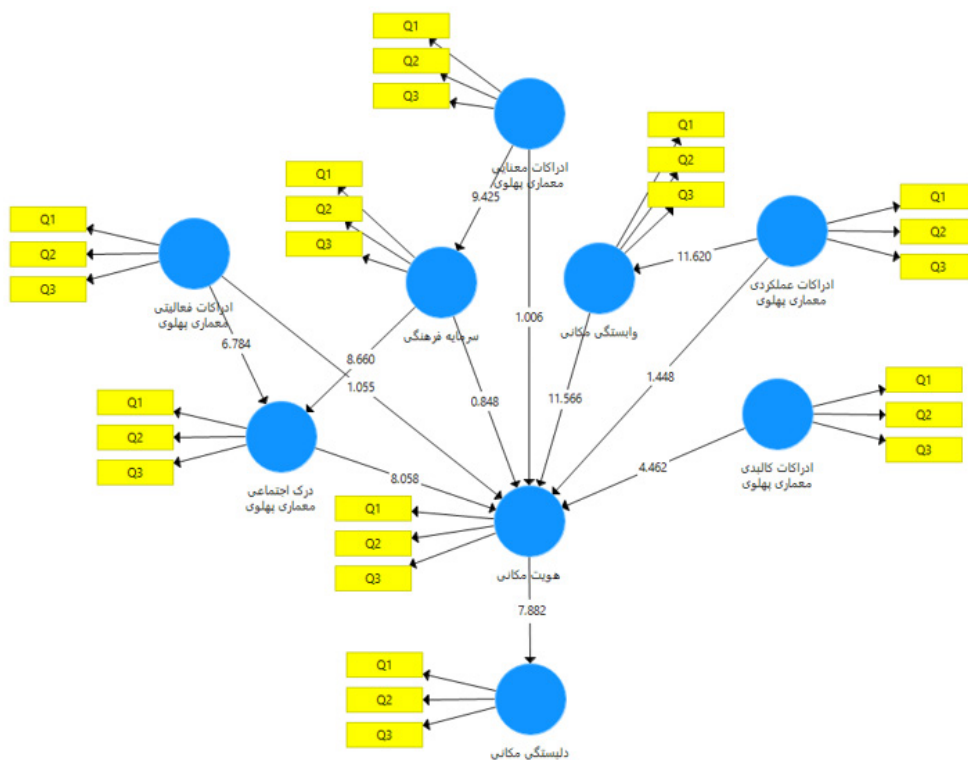 Q1
Q2
Q3
ادراکات معنایی
معماری پهلوی
9.425
1.006
Q1
Q2
Q3
سرمایه فرهنگی
8.660
0.848
Q1
Q2
Q3
وابستگی مکانی
11.566
Q1
Q2
Q3
ادراکات عملکردی
معماری پهلوی
11.620
1.448
Q1
Q2
Q3
ادراکات فعالیتی
معماری پهلوی
6.784
1.055
Q1
Q2
Q3
درک اجتماعی
معماری پهلوی
8.058
Q1
Q2
Q3
ادراکات کالبدی
معماری پهلوی
4.462
Q1
Q2
Q3
هویت مکانی
7.882
Q1
Q2
Q3
دلبستگی مکانی